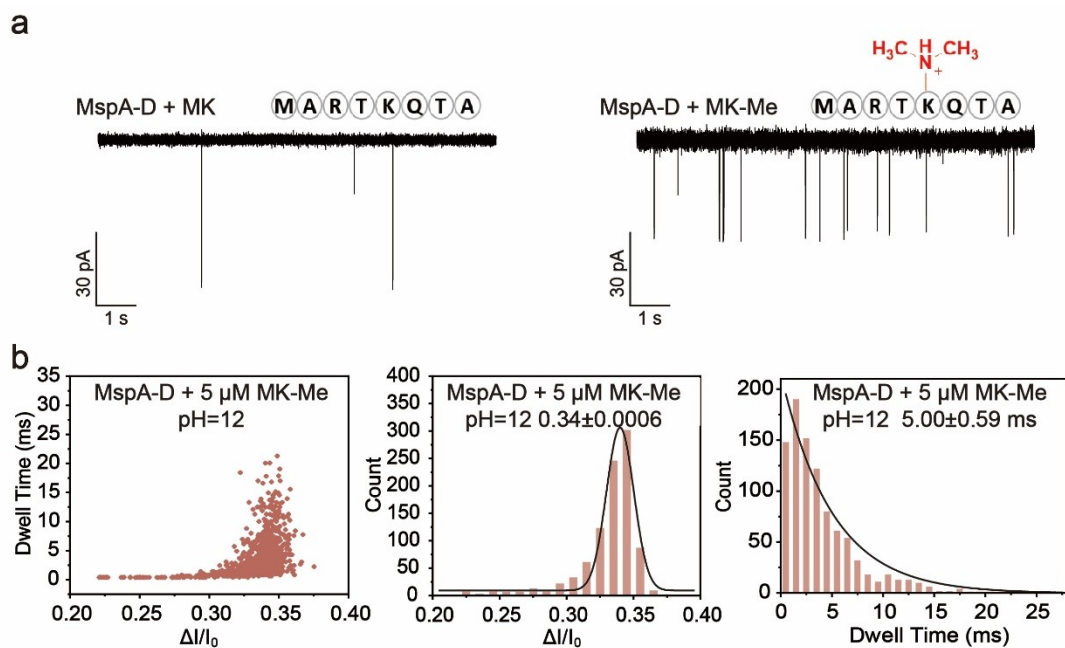 a
MspA-D + MK
M A R T K Q T A
30 pA
1 s
H
H₃C N CH₃
+
MspA-D + MK-Me
M A R T K Q T A
30 pA
1 s
b
MspA-D + 5 µM MK-Me
pH=12
Dwell Time (ms)
35
30
25
20
15
10
5
0
0.20 0.25 0.30 0.35 0.40
ΔI/I₀
MspA-D + 5 µM MK-Me
pH=12 0.34±0.0006
Count
400
350
300
250
200
150
100
50
0
0.20 0.25 0.30 0.35 0.40
ΔI/I₀
MspA-D + 5 µM MK-Me
pH=12 5.00±0.59 ms
Count
200
150
100
50
0
0 5 10 15 20 25
Dwell Time (ms)